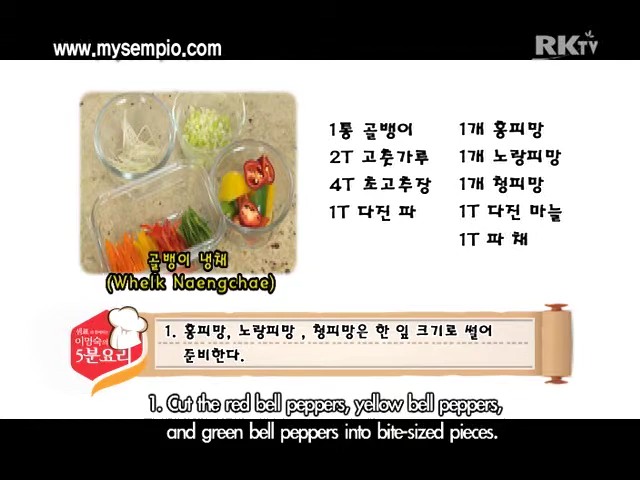 www.mysempio.com
RKTV
1통 골뱅이
2T 고춧가루
4T 초고추장
1T 다진 파
1개 홍피망
1개 노랑피망
1개 청피망
1T 다진 마늘
1T 파 채
골뱅이 냉채
(Whelk Naengchae)
이명숙의
5분요리
1. 홍피망, 노랑피망 , 청피망은 한 입 크기로 썰어
준비한다.
1. Cut the red bell peppers, yellow bell peppers,
and green bell peppers into bite-sized pieces.